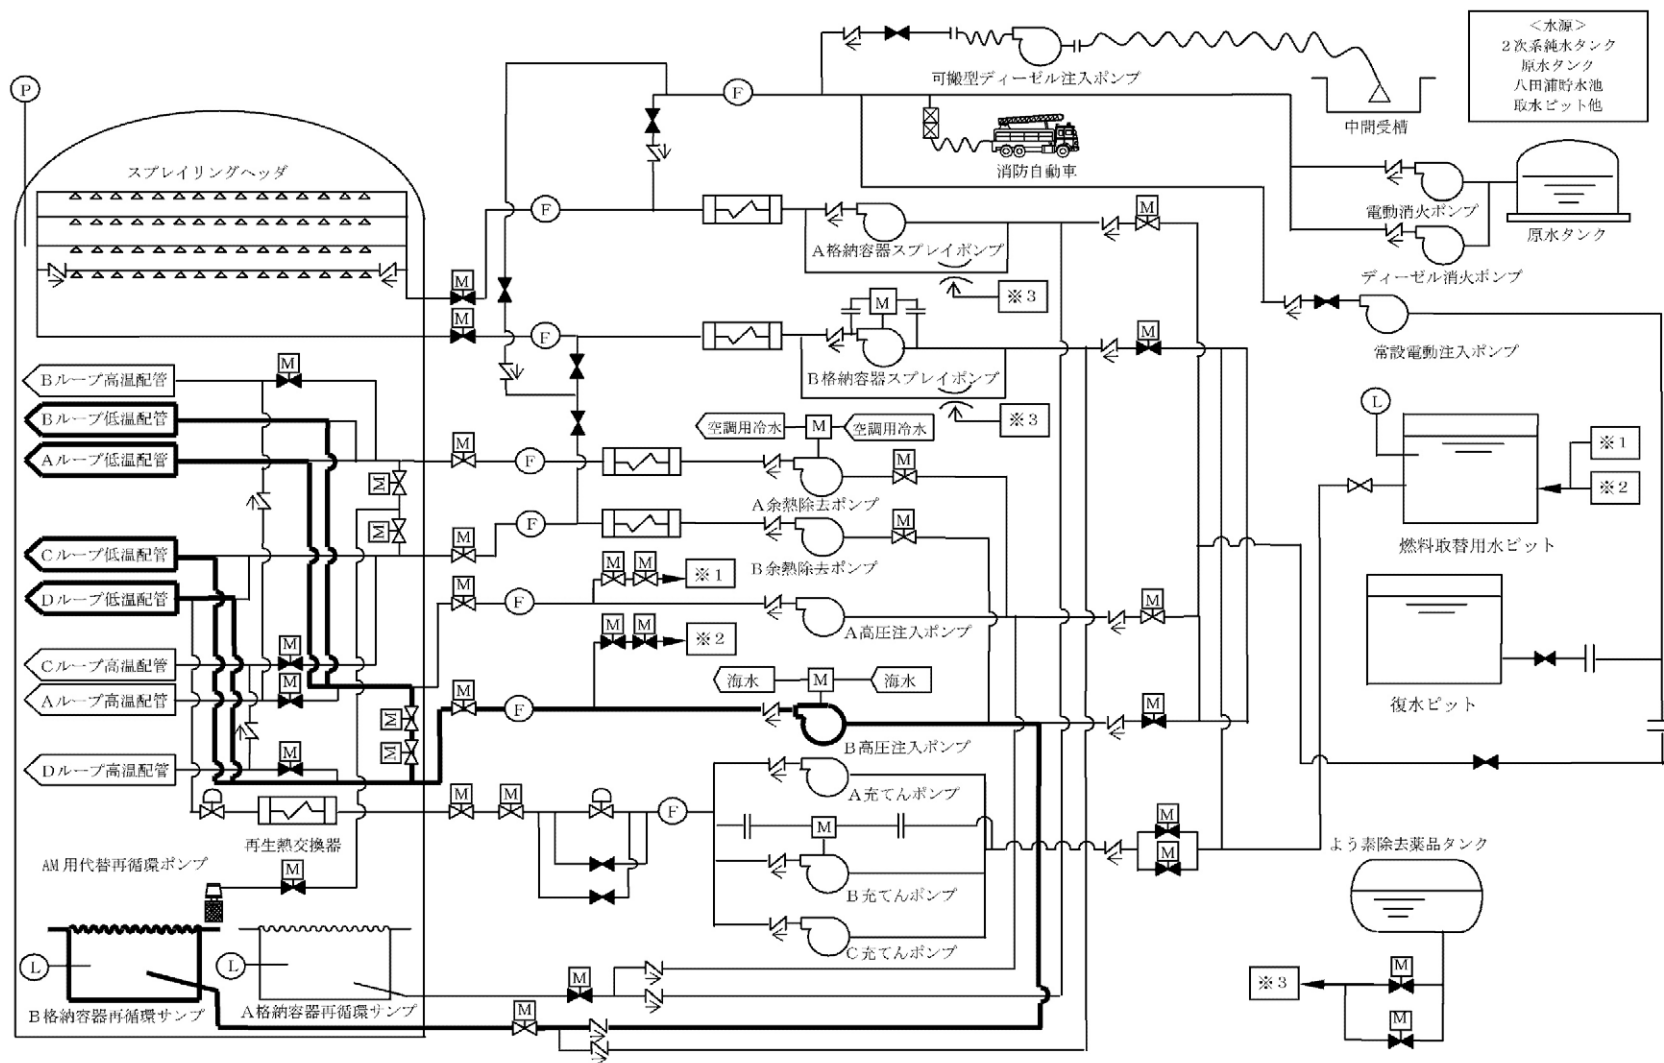 <水源>
2次系純水タンク
原水タンク
八田浦貯水池
取水ピット他
可搬型ディーゼル注入ポンプ
中間受槽
P
F
消防自動車
スプレイリングヘッダ
電動消火ポンプ
原水タンク
F
M
A格納容器スプレイポンプ
ディーゼル消火ポンプ
M
※3
M
M
M
F
B格納容器スプレイポンプ
常設電動注入ポンプ
Bループ高温配管
M
※3
L
Bループ低温配管
空調用冷水
M
空調用冷水
※1
Aループ低温配管
M
F
M
M
※2
A余熱除去ポンプ
M
F
M
燃料取替用水ピット
Cループ低温配管
M
B余熱除去ポンプ
M
M
※1
Dループ低温配管
M
F
M
A高圧注入ポンプ
M
M
※2
Cループ高温配管
M
海水
M
海水
Aループ高温配管
M
M
F
M
復水ピット
M
B高圧注入ポンプ
M
Dループ高温配管
M
A充てんポンプ
M
M
F
M
M
再生熱交換器
よう素除去薬品タンク
AM用代替再循環ポンプ
M
M
B充てんポンプ
C充てんポンプ
L
L
M
M
※3
A格納容器再循環サンプ
B格納容器再循環サンプ
M
M